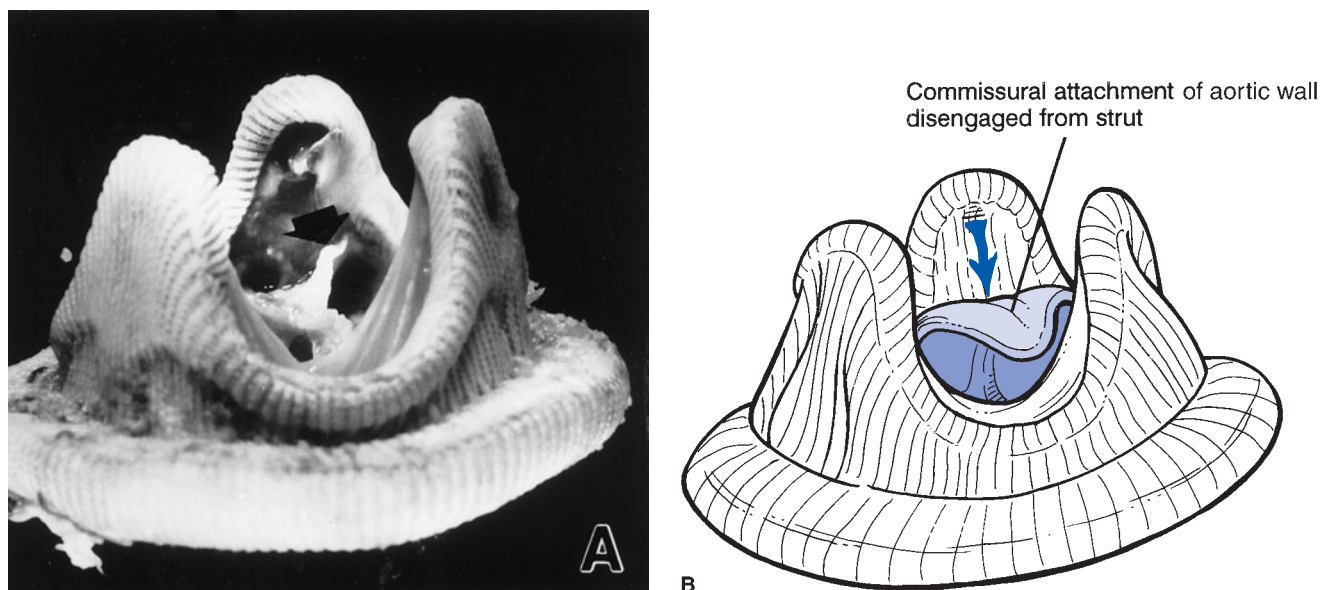 A
Commissural attachment of aortic wall
disengaged from strut
B